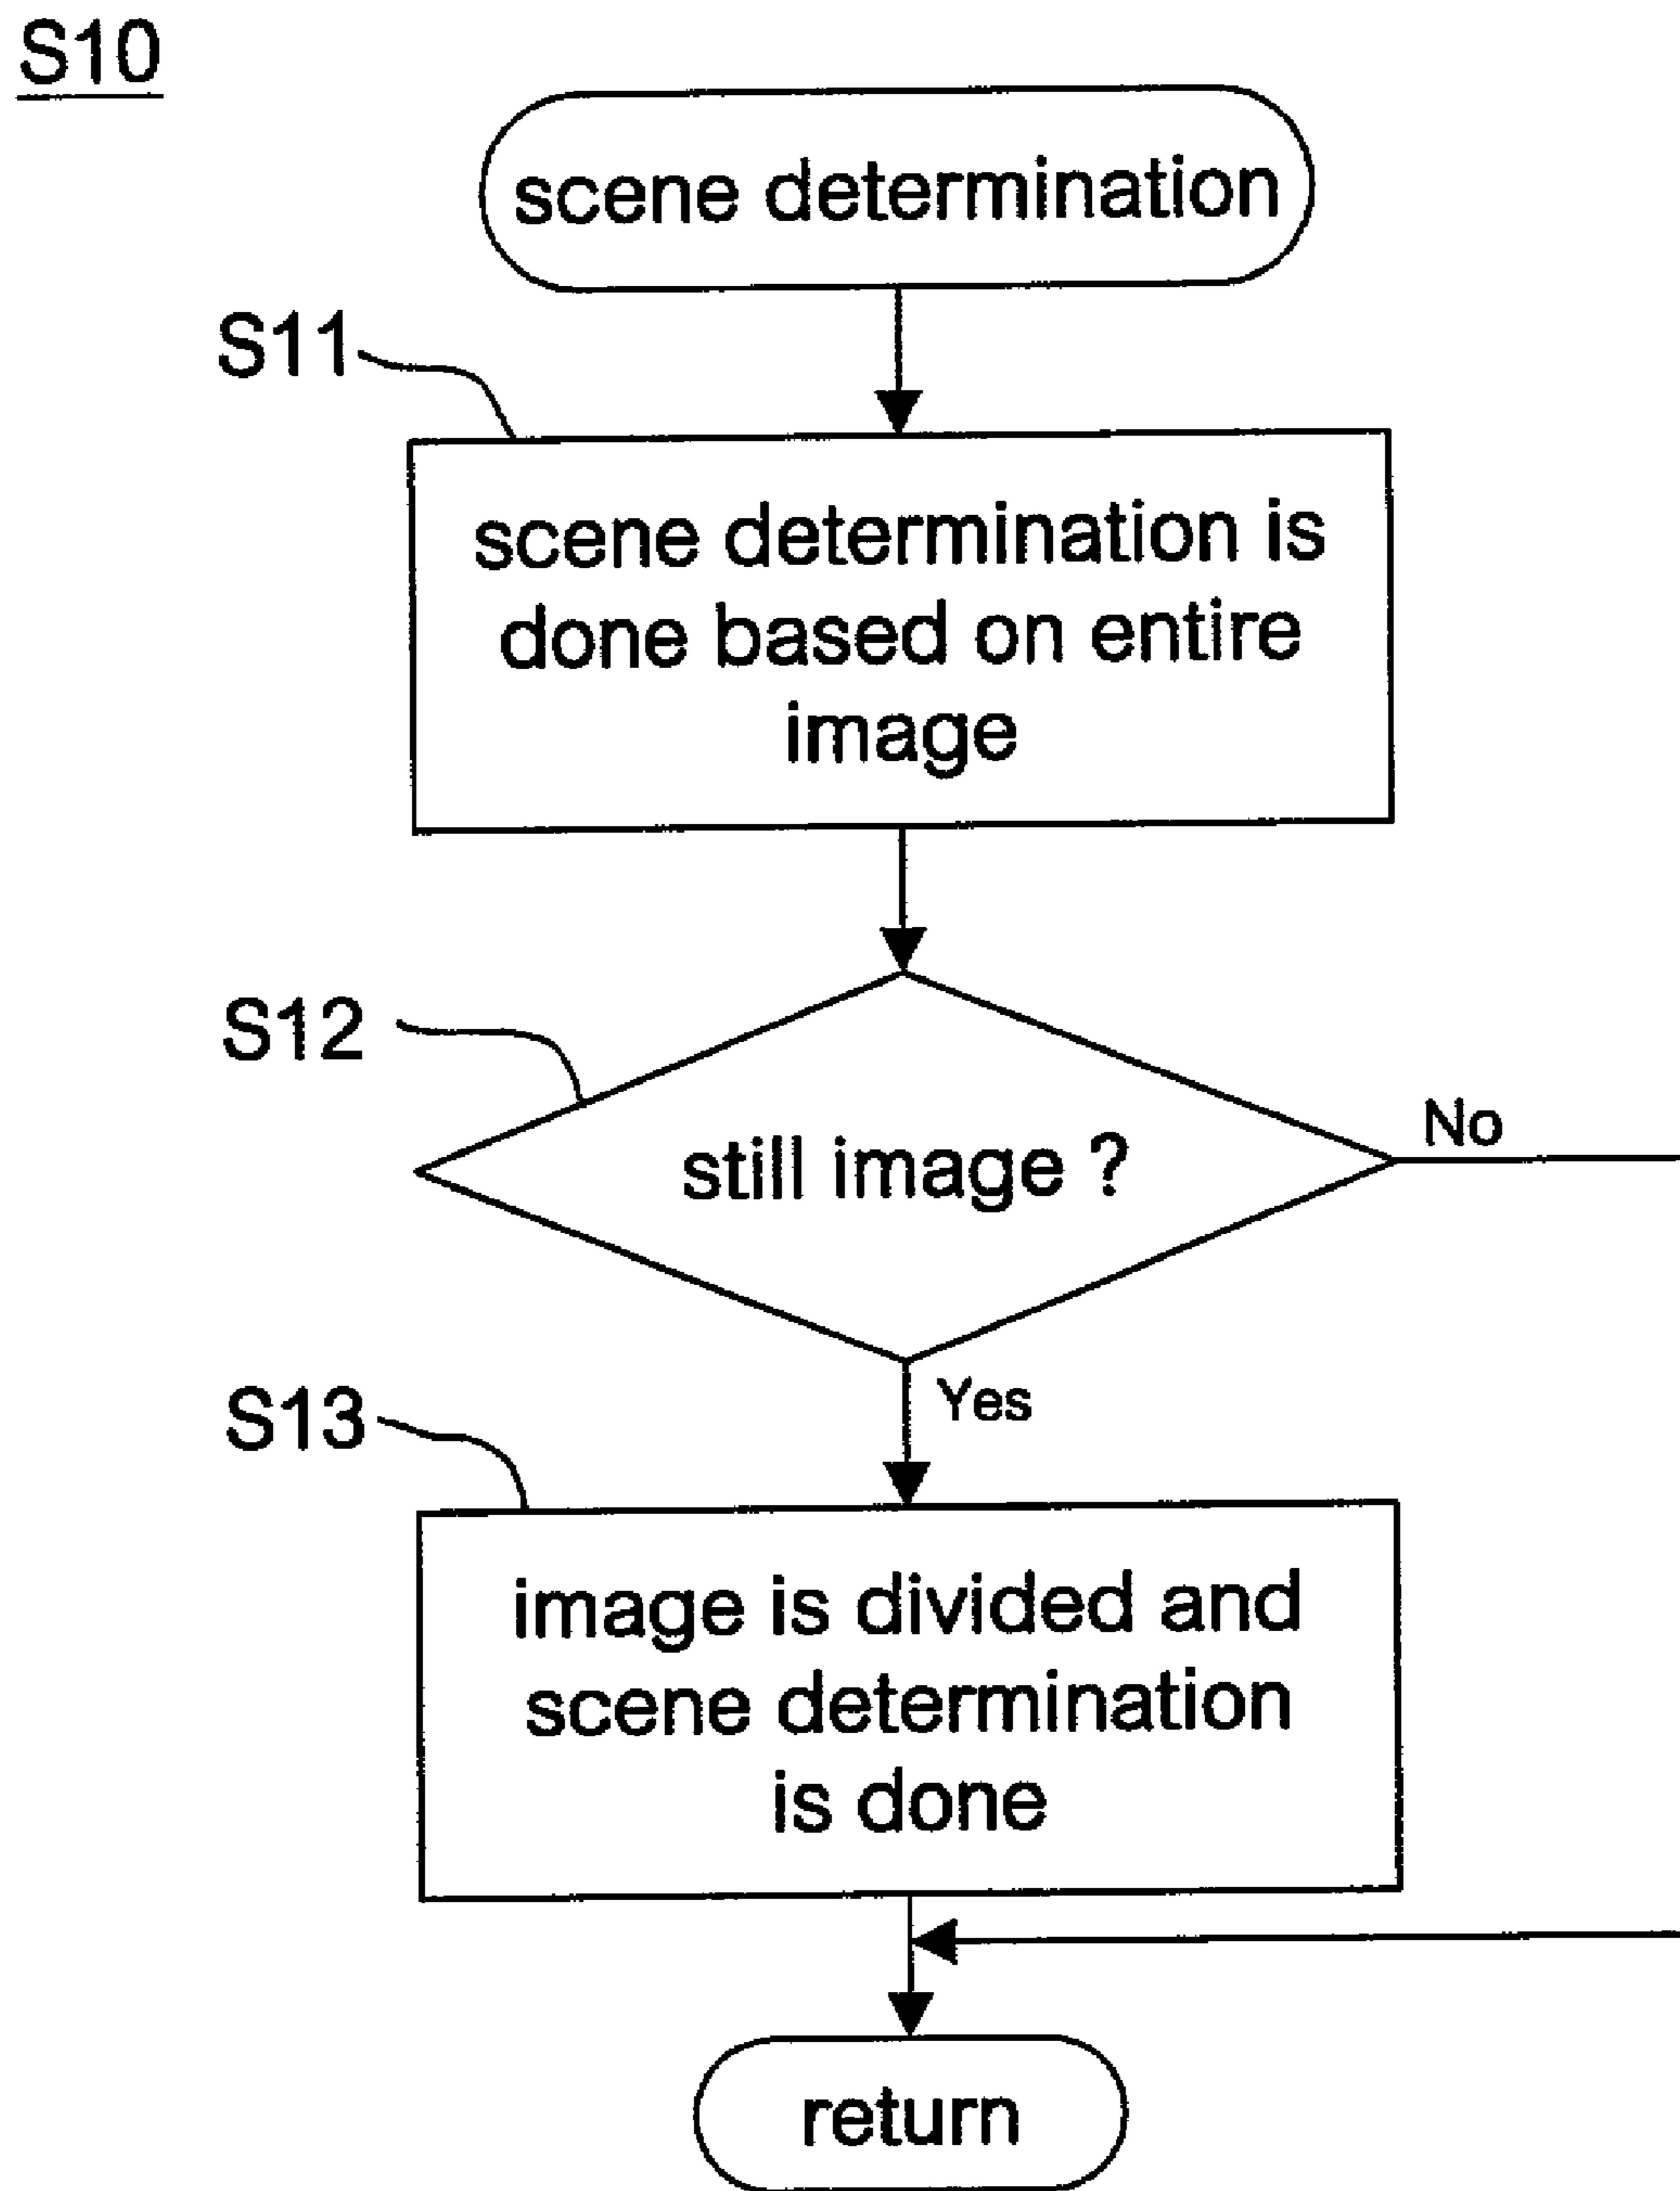 S10
scene determination
S11
scene determination is
done based on entire
image
S12
still image ?
No
Yes
S13
image is divided and
scene determination
is done
return